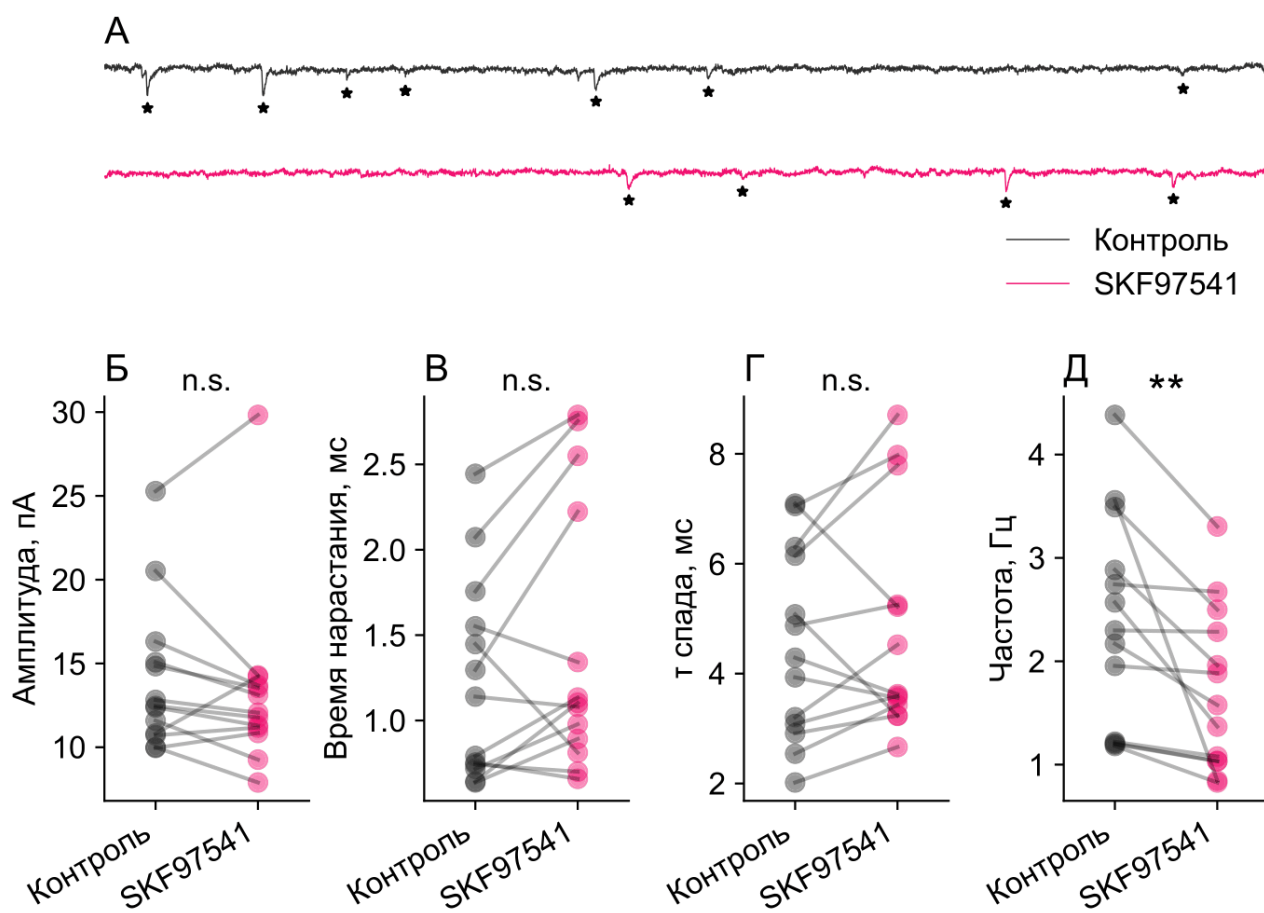 А
Контроль
SKF97541
Б
n.s.
Амплитуда, пА
30
25
20
15
10
Контроль
SKF97541
В
n.s.
Время нарастания, мс
2.5
2.0
1.5
1.0
Контроль
SKF97541
Г
n.s.
τ спада, мс
8
6
4
2
Контроль
SKF97541
Д
**
Частота, Гц
4
3
2
1
Контроль
SKF97541